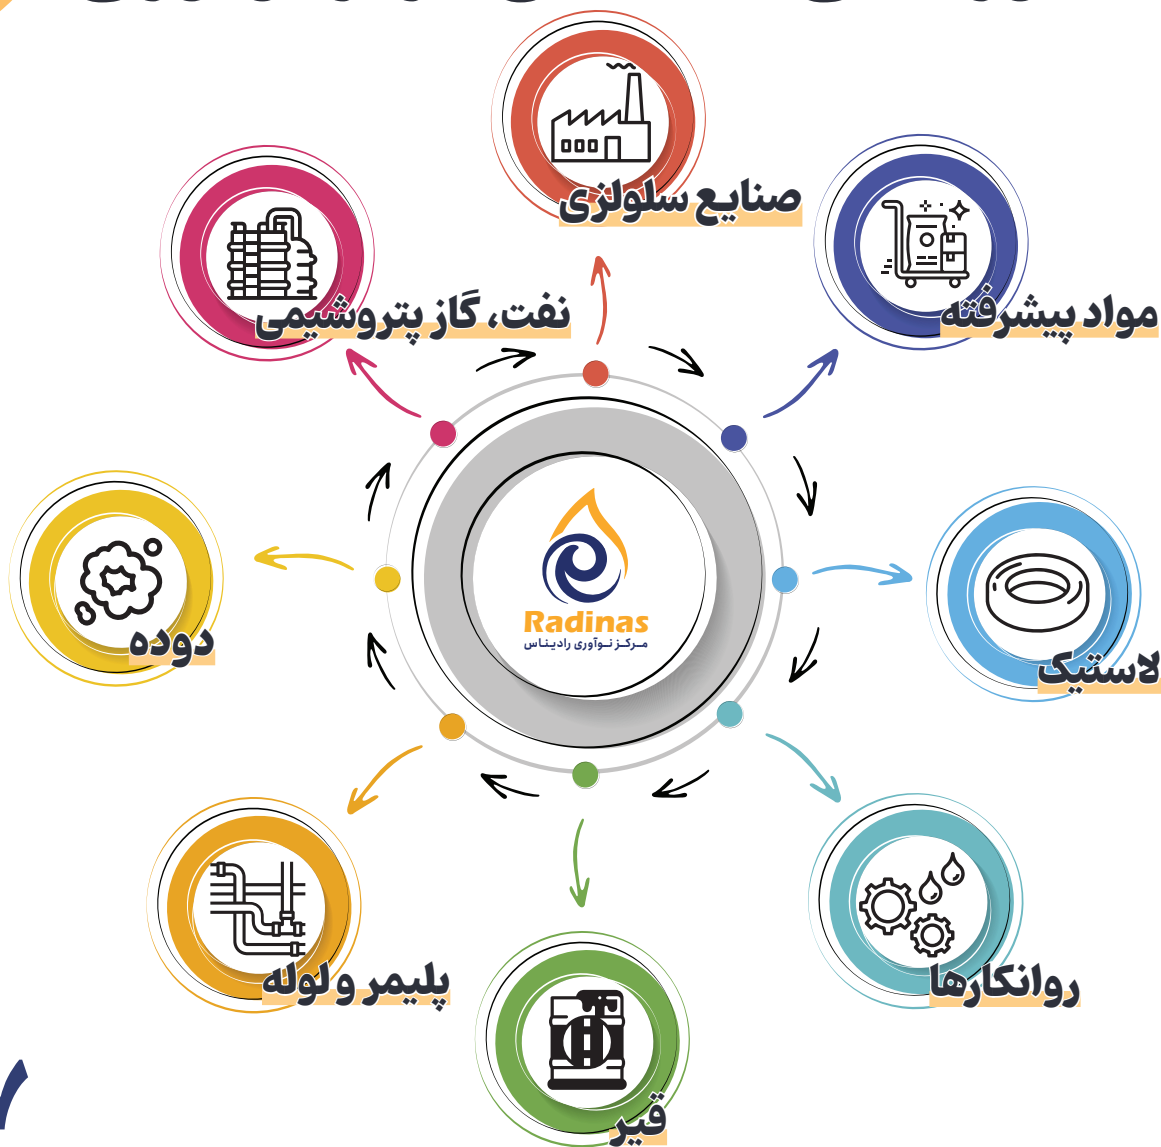 صنایع سلولزی
مواد پیشرفته
نفت، گاز پتروشیمی
لاستیک
دوده
Radinas
مرکز نوآوری رادیناس
روانکارها
پلیمر و لوله
قیر